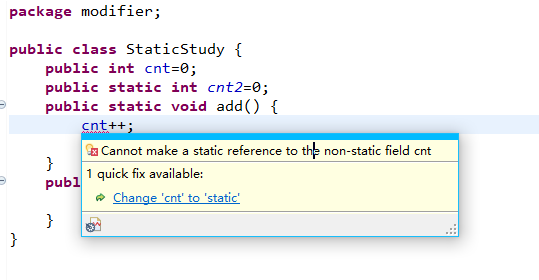 package modifier;
public class StaticStudy {
public int cnt=0;
public static int cnt2=0;
public static void add() {
cnt++;
Cannot make a static reference to the non-static field cnt
}
1 quick fix available:
publ
Change 'cnt' to 'static'
}
}